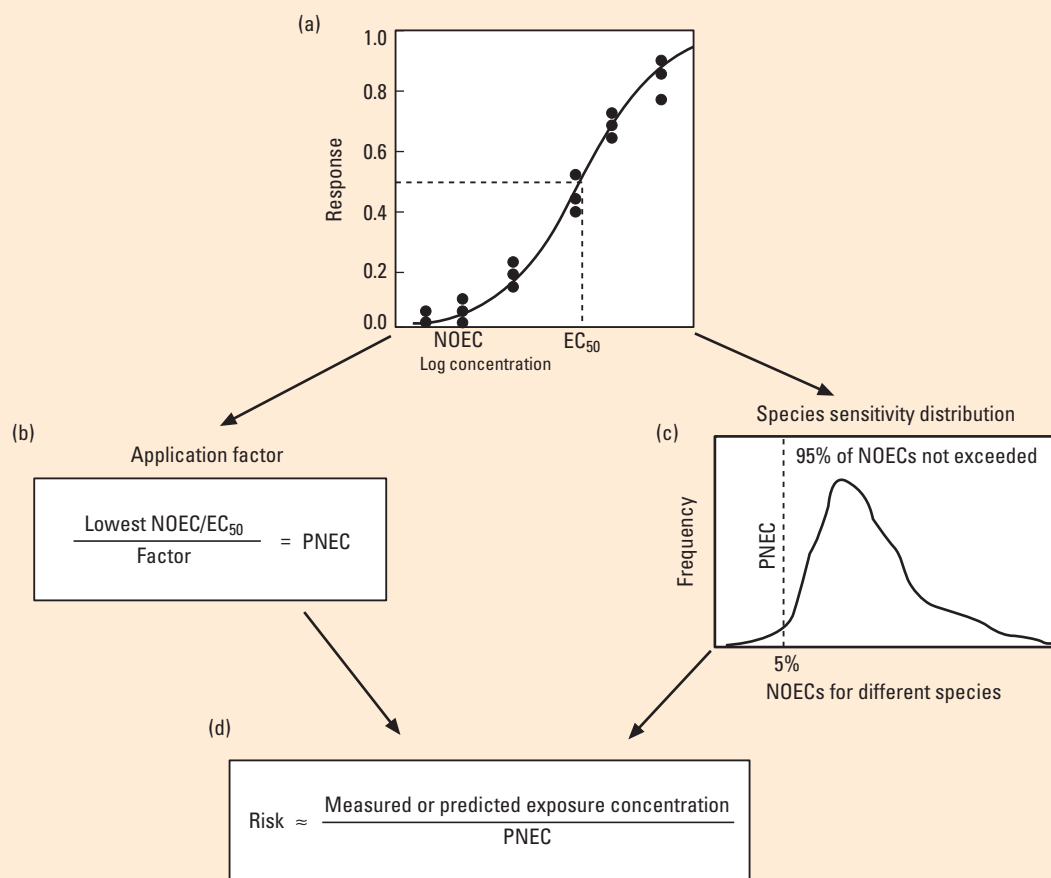 (a)
1.0
0.8
0.6
0.4
0.2
0.0
Response
NOEC
EC₅₀
Log concentration
(b)
Application factor
Lowest NOEC/EC₅₀
Factor
= PNEC
Species sensitivity distribution
(c)
95% of NOECs not exceeded
Frequency
PNEC
5%
NOECs for different species
(d)
Risk ≈
Measured or predicted exposure concentration
PNEC